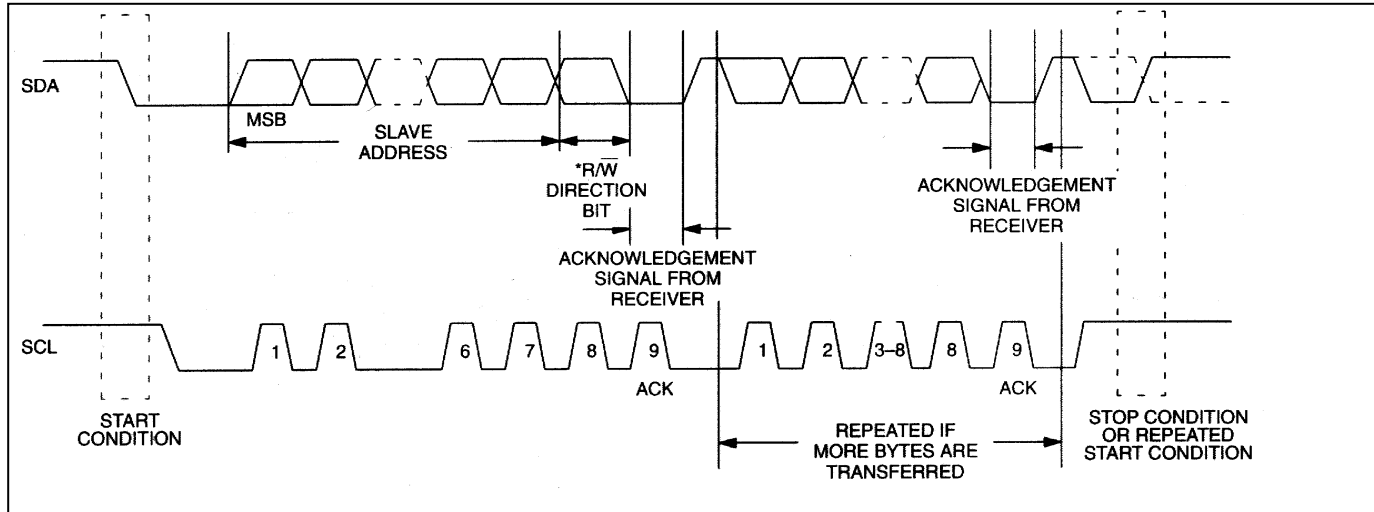 SDA
MSB
SLAVE
ADDRESS
*R/W̅
DIRECTION
BIT
ACKNOWLEDGEMENT
SIGNAL FROM
RECEIVER
ACKNOWLEDGEMENT
SIGNAL FROM
RECEIVER
SCL
1 2 6 7 8 9 1 2 3–8 8 9
ACK
ACK
START
CONDITION
REPEATED IF
MORE BYTES ARE
TRANSFERRED
STOP CONDITION
OR REPEATED
START CONDITION